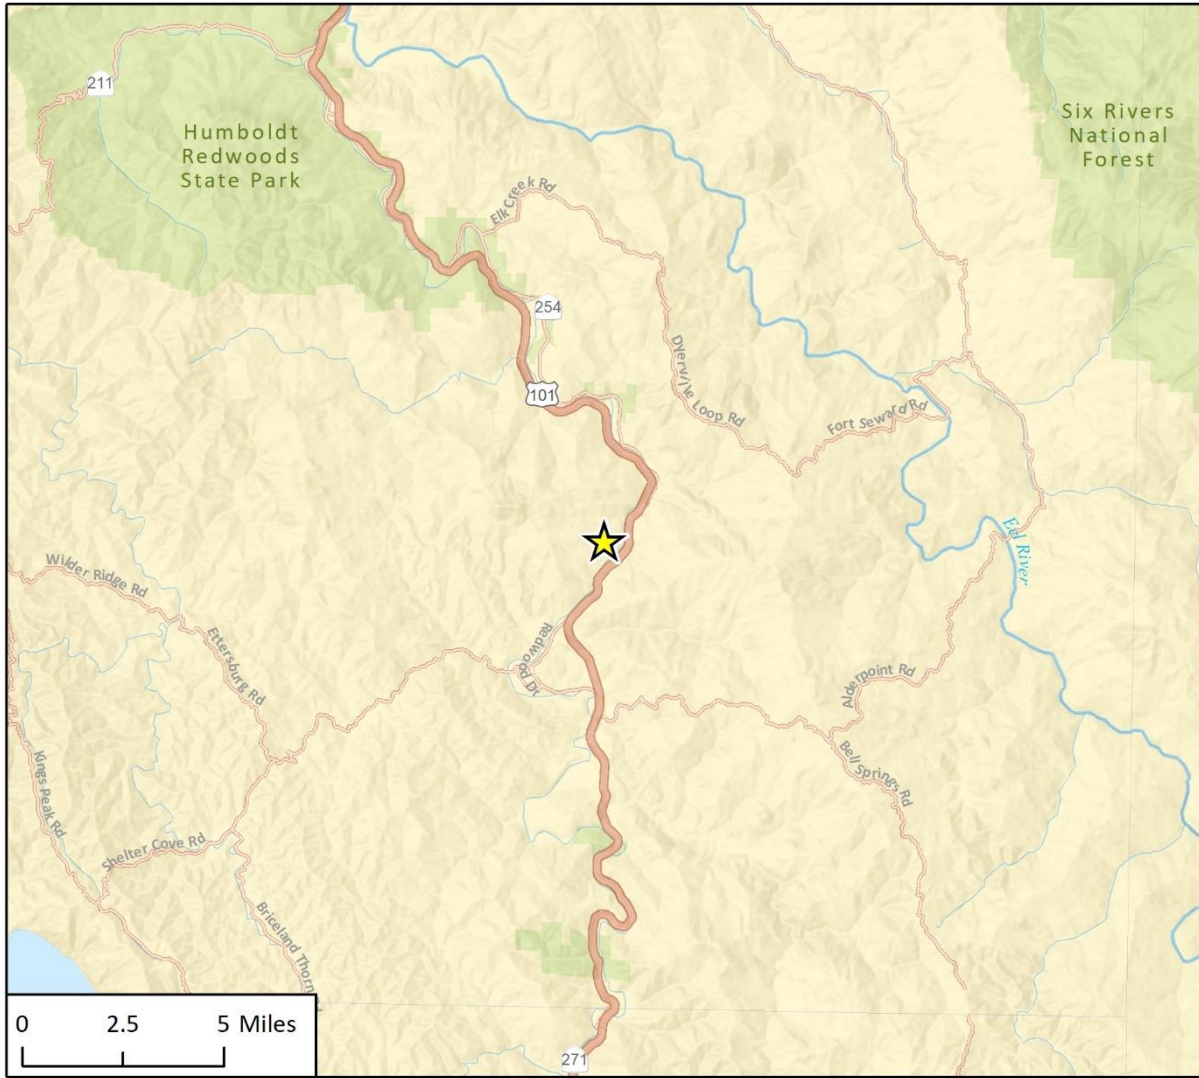 211
Humboldt
Redwoods
State Park
Six Rivers
National
Forest
Elk Creek Rd
254
101
Dyerville Loop Rd
Fort Seward Rd
Eel River
Wilder Ridge Rd
Ettersburg Rd
Redwood Dr
Alderpoint Rd
Bell Springs Rd
Kings Peak Rd
Shelter Cove Rd
Briceland Thorn
0 2.5 5 Miles
271